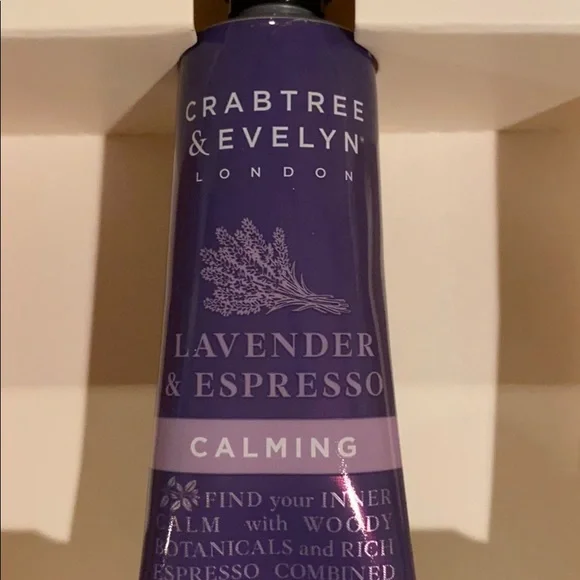 CRABTREE
& EVELYN®
LONDON
LAVENDER
& ESPRESSO
CALMING
FIND your INNER
CALM with WOODY
BOTANICALS and RICH
ESPRESSO COMBINED